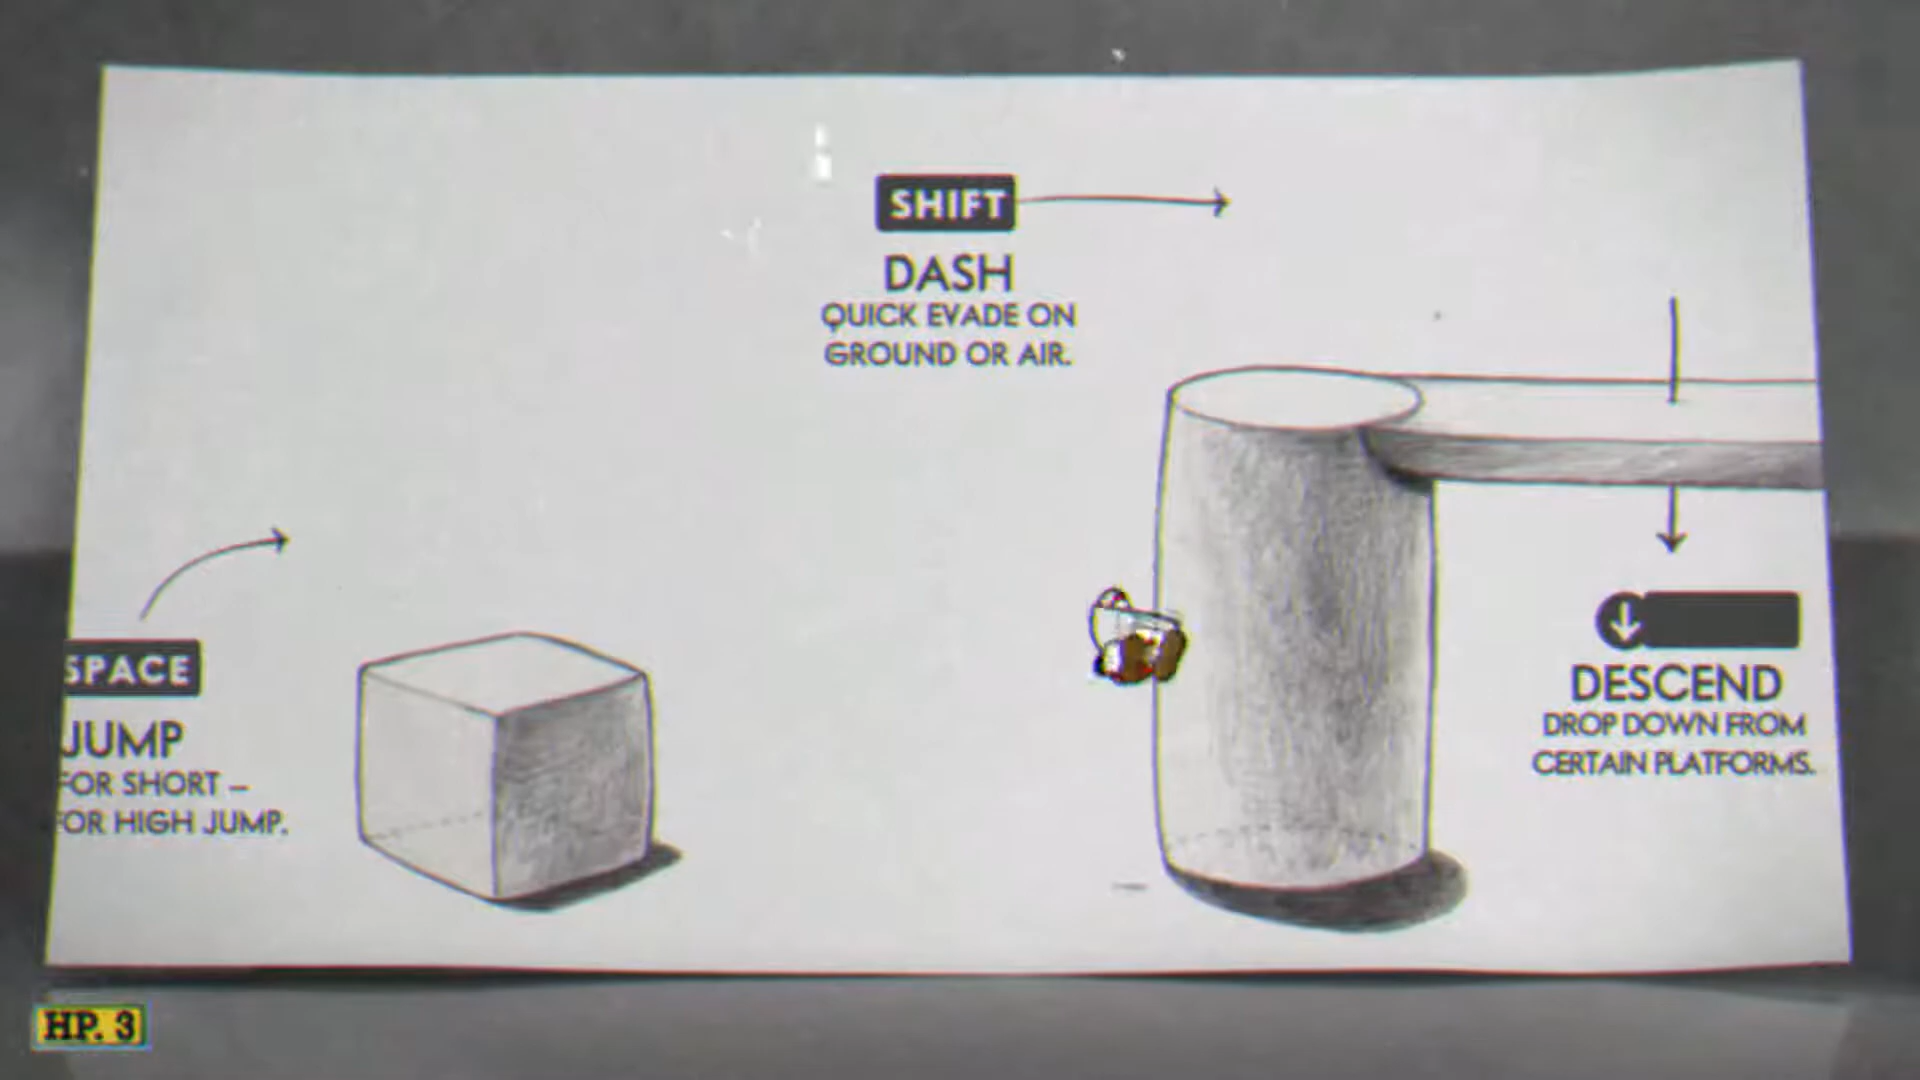 SHIFT
DASH
QUICK EVADE ON
GROUND OR AIR.
SPACE
JUMP
FOR SHORT –
FOR HIGH JUMP.
DESCEND
DROP DOWN FROM
CERTAIN PLATFORMS.
HP. 3